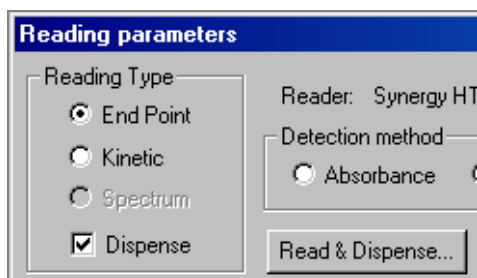 Reading parameters
Reading Type
End Point
Kinetic
Spectrum
Dispense
Reader: Synergy HT
Detection method
Absorbance
Read & Dispense...